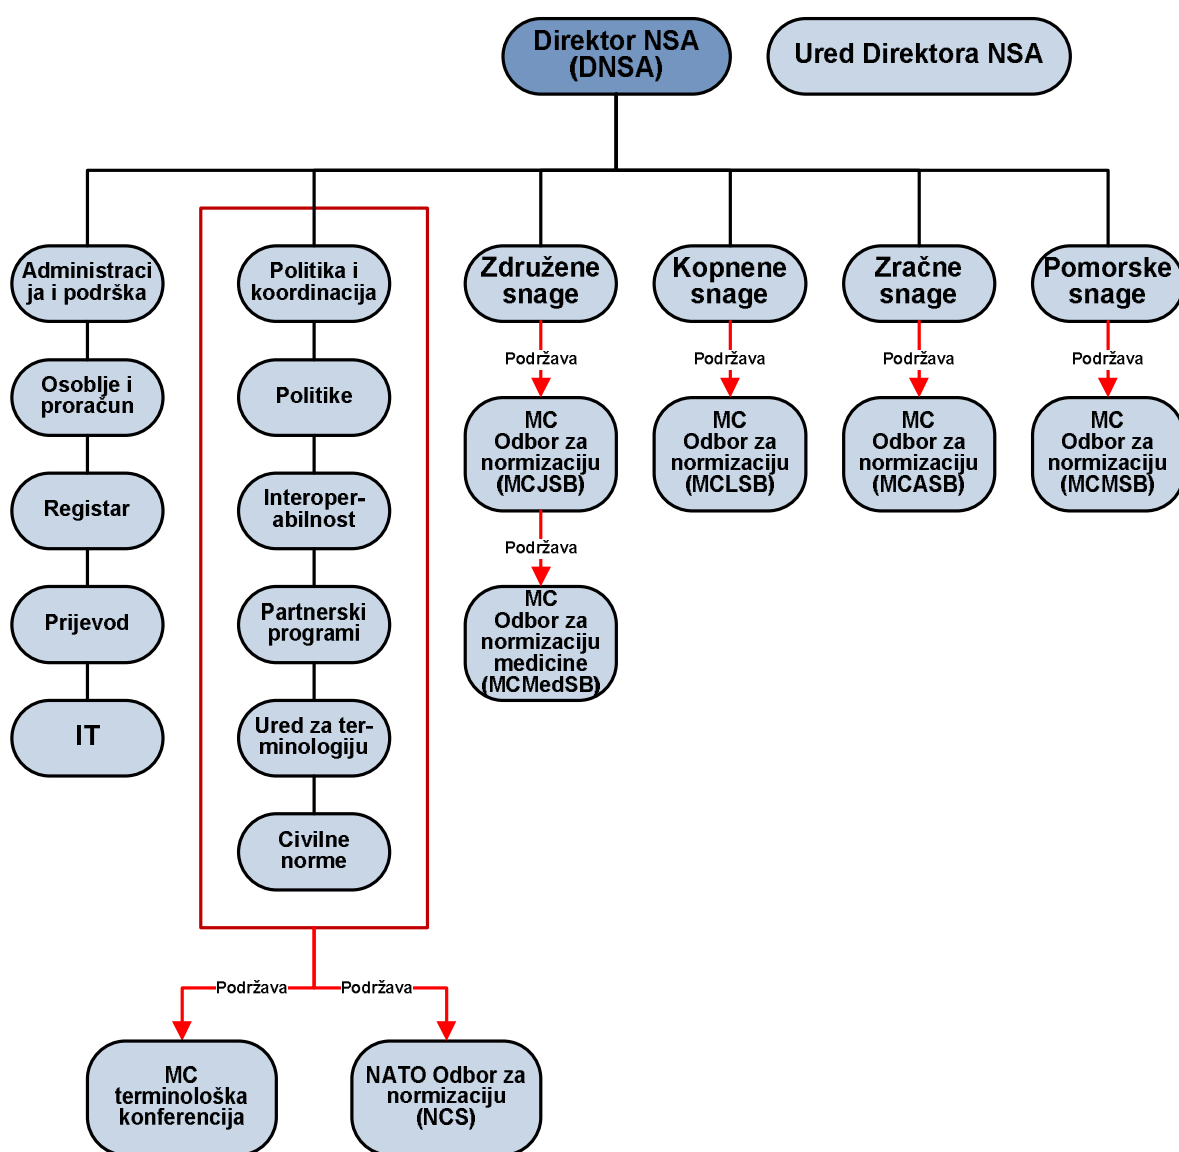 Direktor NSA
(DNSA)
Ured Direktora NSA
Administraci
ja i podrška
Politika i
koordinacija
Združene
snage
Kopnene
snage
Zračne
snage
Pomorske
snage
Podržava
Podržava
Podržava
Podržava
Osoblje i
proračun
Politike
MC
Odbor za
normizaciju
(MCJSB)
MC
Odbor za
normizaciju
(MCLSB)
MC
Odbor za
normizaciju
(MCASB)
MC
Odbor za
normizaciju
(MCMSB)
Registar
Interoper-
abilnost
Podržava
Prijevod
Partnerski
programi
MC
Odbor za
normizaciju
medicine
(MCMedSB)
IT
Ured za ter-
minologiju
Civilne
norme
Podržava
Podržava
MC
terminološka
konferencija
NATO Odbor za
normizaciju
(NCS)